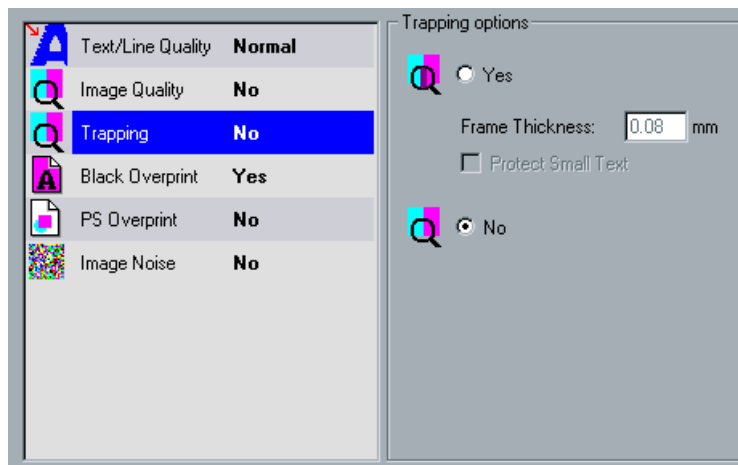 Text/Line Quality Normal
Image Quality No
Trapping No
Black Overprint Yes
PS Overprint No
Image Noise No
Trapping options
Yes
Frame Thickness: 0.08 mm
Protect Small Text
No